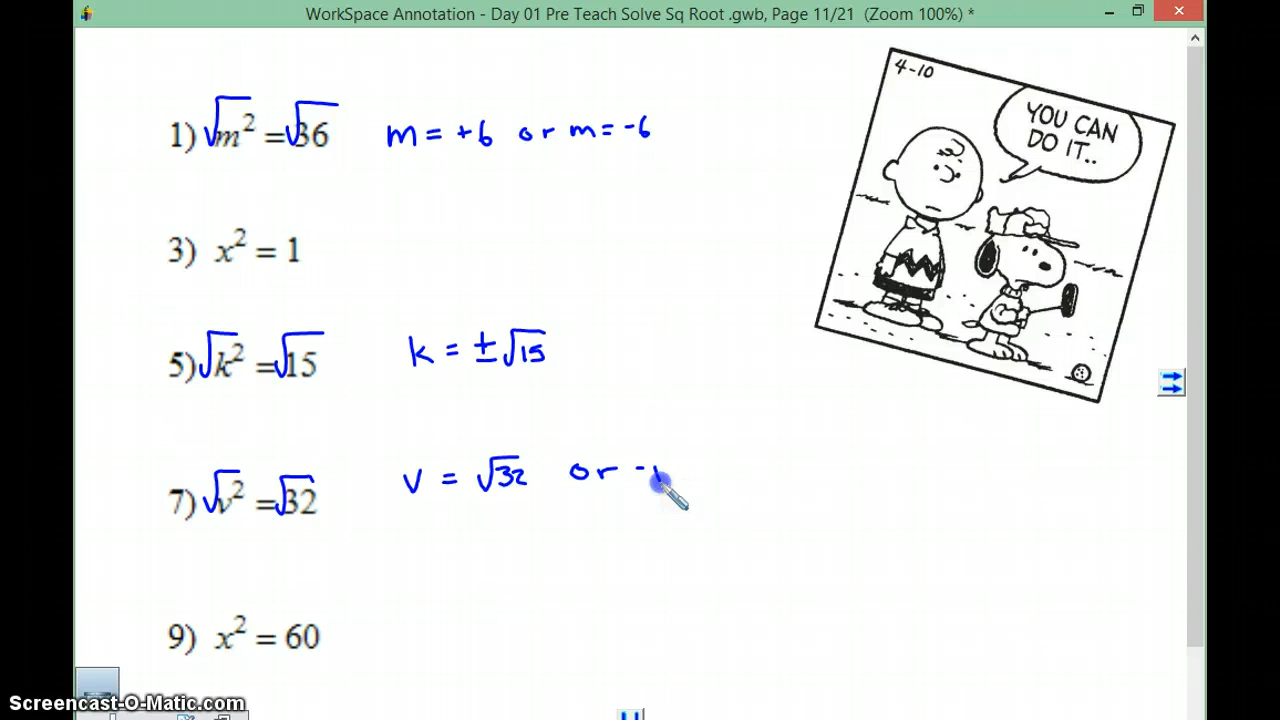 WorkSpace Annotation - Day 01 Pre Teach Solve Sq Root .gwb, Page 11/21 (Zoom 100%) *
4-10
YOU CAN
DO IT..
1) √m² = √36 m = +6 or m = -6
3) x² = 1
5) √k² = √15 k = ±√15
7) √v² = √32 v = √32 or -
9) x² = 60
Screencast-O-Matic.com